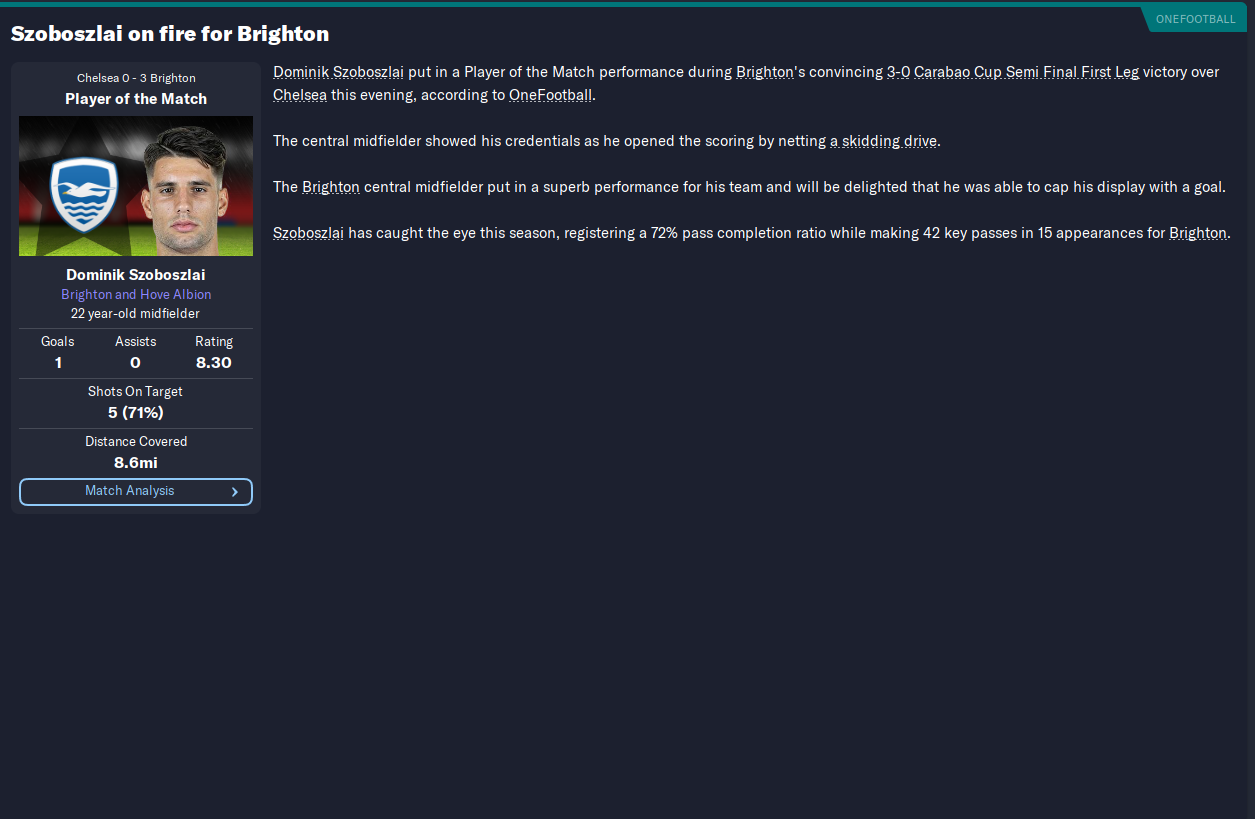 ONEFOOTBALL
Szoboszlai on fire for Brighton
Chelsea 0 - 3 Brighton
Player of the Match
Dominik Szoboszlai
Brighton and Hove Albion
22 year-old midfielder
Goals Assists Rating
1 0 8.30
Shots On Target
5 (71%)
Distance Covered
8.6mi
Match Analysis
Dominik Szoboszlai put in a Player of the Match performance during Brighton's convincing 3-0 Carabao Cup Semi Final First Leg victory over
Chelsea this evening, according to OneFootball.
The central midfielder showed his credentials as he opened the scoring by netting a skidding drive.
The Brighton central midfielder put in a superb performance for his team and will be delighted that he was able to cap his display with a goal.
Szoboszlai has caught the eye this season, registering a 72% pass completion ratio while making 42 key passes in 15 appearances for Brighton.